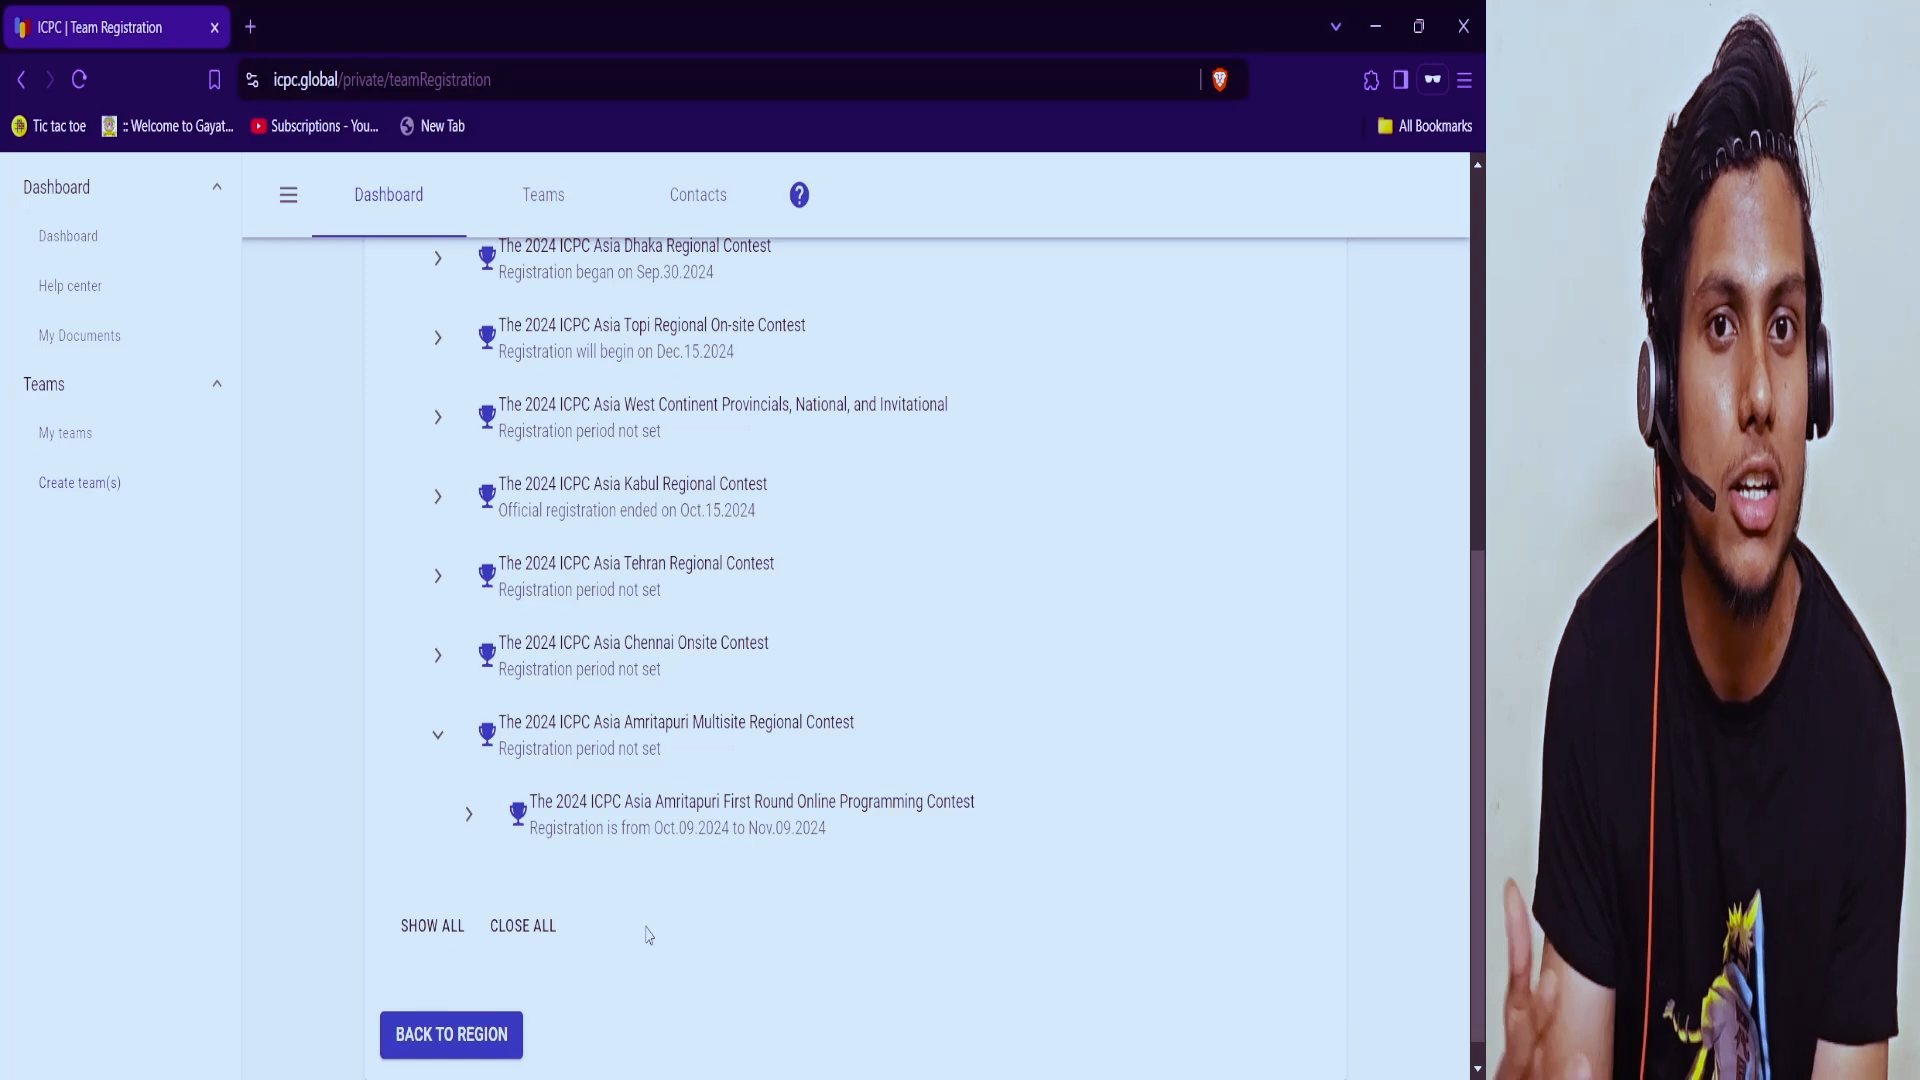 ICPC | Team Registration
icpc.global/private/teamRegistration
Tic tac toe
:: Welcome to Gayat...
Subscriptions - You...
New Tab
All Bookmarks
Dashboard
Dashboard
Help center
My Documents
Teams
My teams
Create team(s)
Dashboard
Teams
Contacts
?
The 2024 ICPC Asia Dhaka Regional Contest
Registration began on Sep.30.2024
The 2024 ICPC Asia Topi Regional On-site Contest
Registration will begin on Dec.15.2024
The 2024 ICPC Asia West Continent Provincials, National, and Invitational
Registration period not set
The 2024 ICPC Asia Kabul Regional Contest
Official registration ended on Oct.15.2024
The 2024 ICPC Asia Tehran Regional Contest
Registration period not set
The 2024 ICPC Asia Chennai Onsite Contest
Registration period not set
The 2024 ICPC Asia Amritapuri Multisite Regional Contest
Registration period not set
The 2024 ICPC Asia Amritapuri First Round Online Programming Contest
Registration is from Oct.09.2024 to Nov.09.2024
SHOW ALL
CLOSE ALL
BACK TO REGION